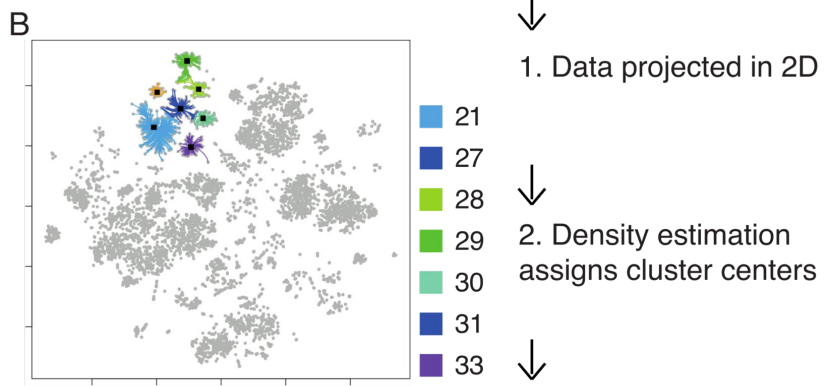 B
1. Data projected in 2D
21
27
28
2. Density estimation
29
assigns cluster centers
30
31
33